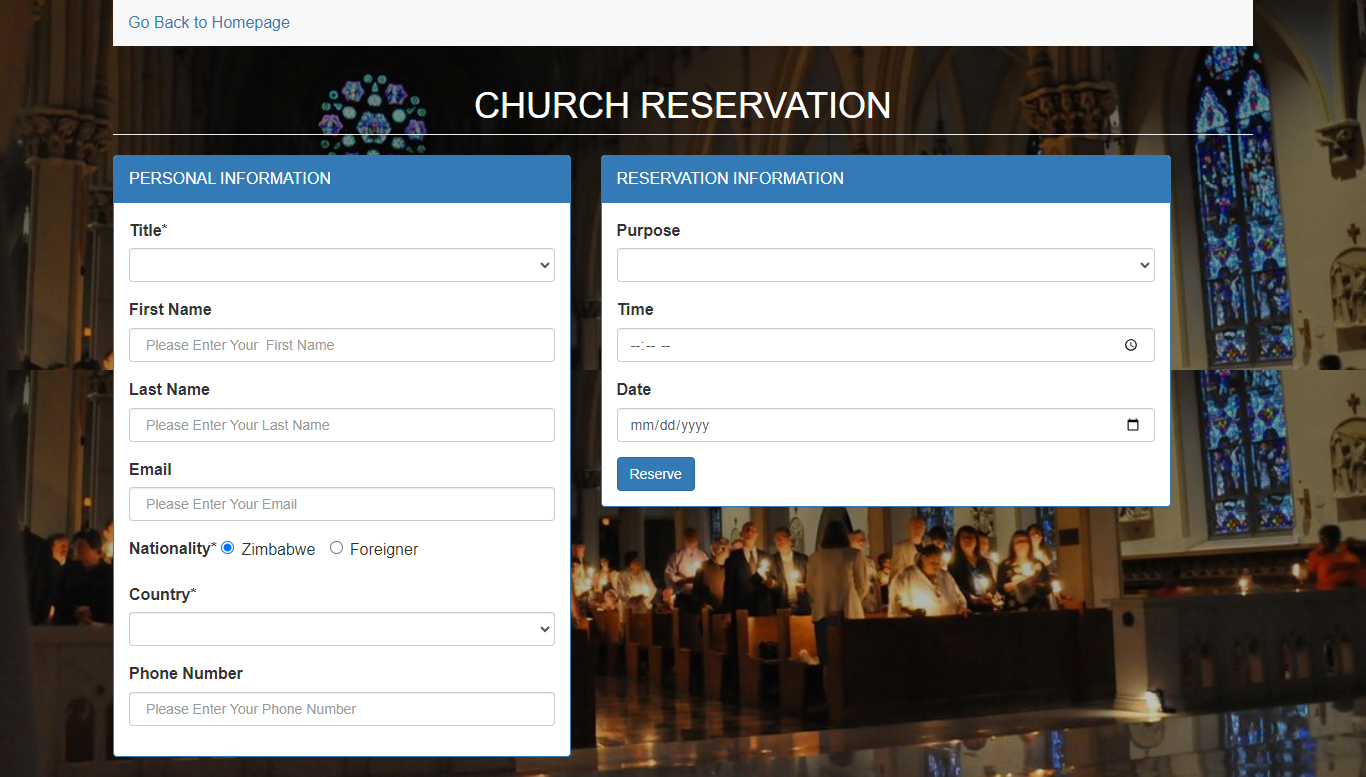 Go Back to Homepage
CHURCH RESERVATION
PERSONAL INFORMATION
Title*
First Name
Please Enter Your  First Name
Last Name
Please Enter Your Last Name
Email
Please Enter Your Email
Nationality* Zimbabwe Foreigner
Country*
Phone Number
Please Enter Your Phone Number
RESERVATION INFORMATION
Purpose
Time
--:-- --
Date
mm/dd/yyyy
Reserve